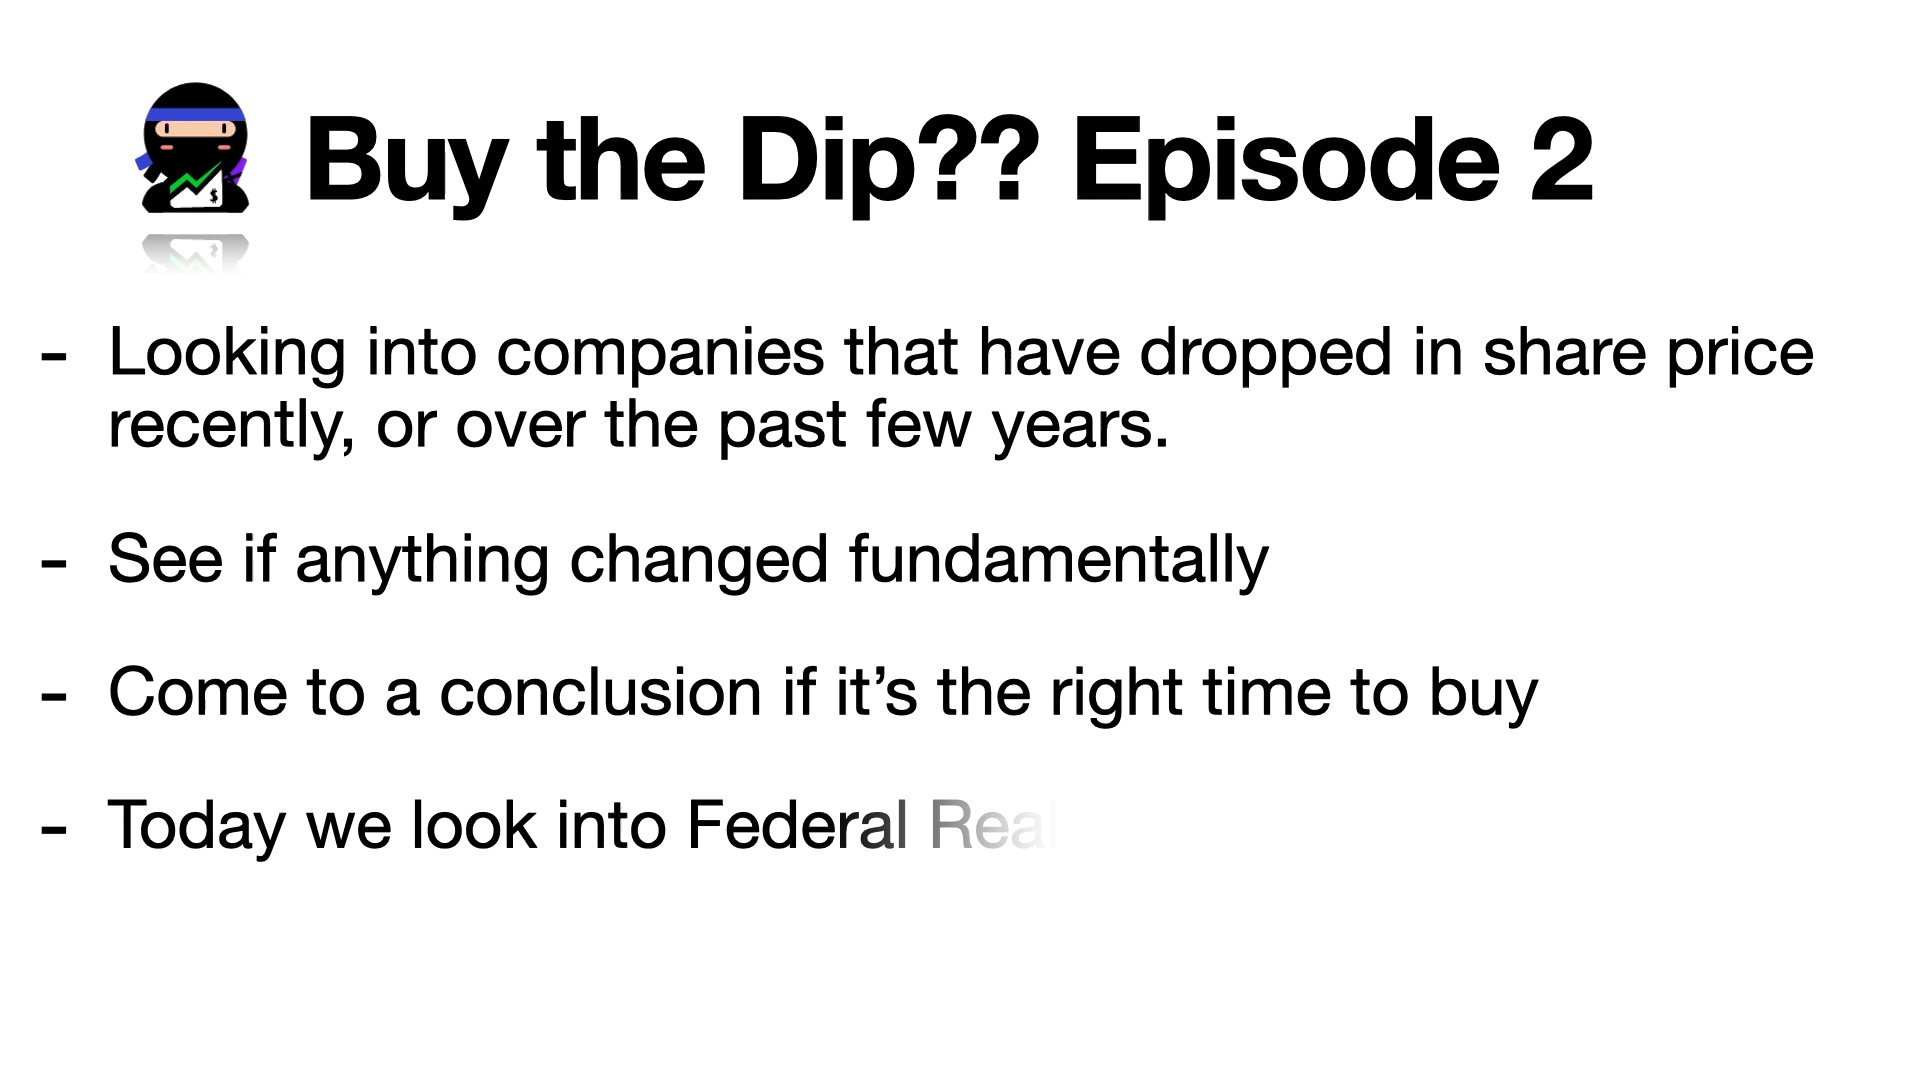 Buy the Dip?? Episode 2
- Looking into companies that have dropped in share price
recently, or over the past few years.
- See if anything changed fundamentally
- Come to a conclusion if it’s the right time to buy
- Today we look into Federal Real
$